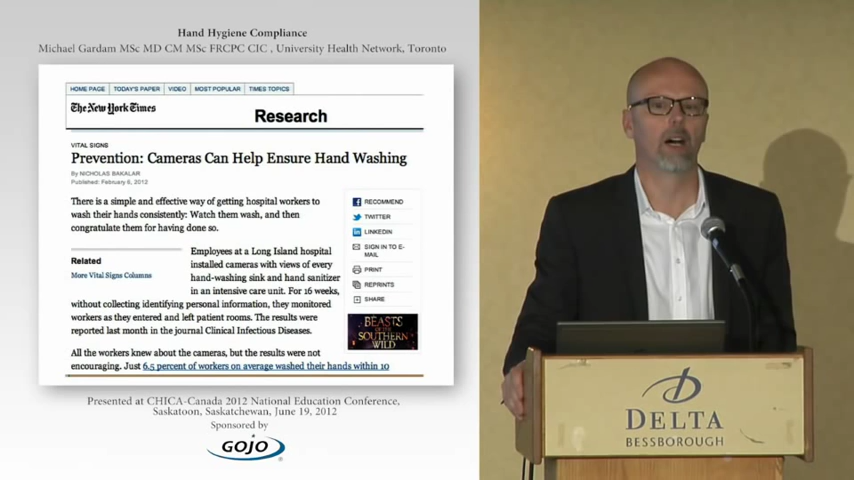 Hand Hygiene Compliance
Michael Gardam MSc MD CM MSc FRCPC CIC , University Health Network, Toronto
HOME PAGE TODAY'S PAPER VIDEO MOST POPULAR TIMES TOPICS
The New York Times
Research
VITAL SIGNS
Prevention: Cameras Can Help Ensure Hand Washing
By NICHOLAS BAKALAR
Published: February 6, 2012
There is a simple and effective way of getting hospital workers to
wash their hands consistently: Watch them wash, and then
congratulate them for having done so.
Related
More Vital Signs Columns
Employees at a Long Island hospital
installed cameras with views of every
hand-washing sink and hand sanitizer
in an intensive care unit. For 16 weeks,
without collecting identifying personal information, they monitored
workers as they entered and left patient rooms. The results were
reported last month in the journal Clinical Infectious Diseases.
All the workers knew about the cameras, but the results were not
encouraging. Just 6.5 percent of workers on average washed their hands within 10
RECOMMEND
TWITTER
LINKEDIN
SIGN IN TO E-
MAIL
PRINT
REPRINTS
SHARE
BEASTS
OF THE
SOUTHERN
WILD
Presented at CHICA-Canada 2012 National Education Conference,
Saskatoon, Saskatchewan, June 19, 2012
Sponsored by
GOJO
DELTA
BESSBOROUGH